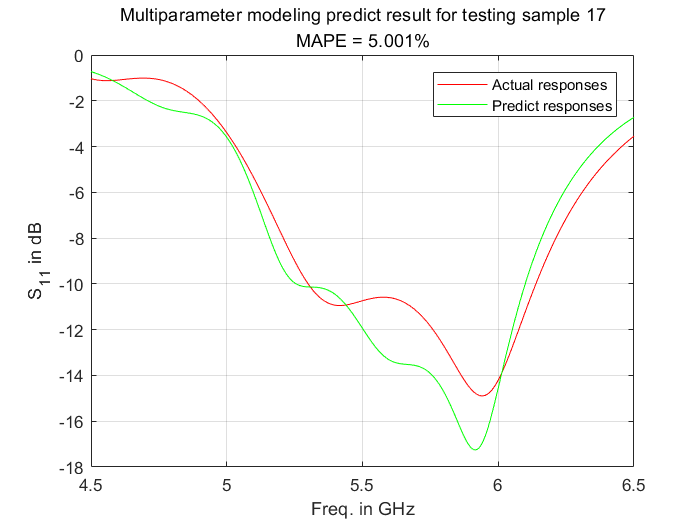 Multiparameter modeling predict result for testing sample 17
MAPE = 5.001%
Actual responses
Predict responses
0
-2
-4
-6
-8
-10
-12
-14
-16
-18
S11 in dB
4.5 5 5.5 6 6.5
Freq. in GHz